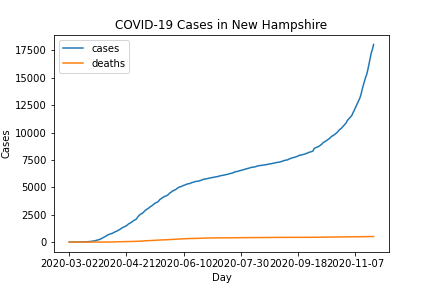 COVID-19 Cases in New Hampshire
cases
deaths
17500
15000
12500
10000
7500
5000
2500
0
Cases
2020-03-02 2020-04-21 2020-06-10 2020-07-30 2020-09-18 2020-11-07
Day